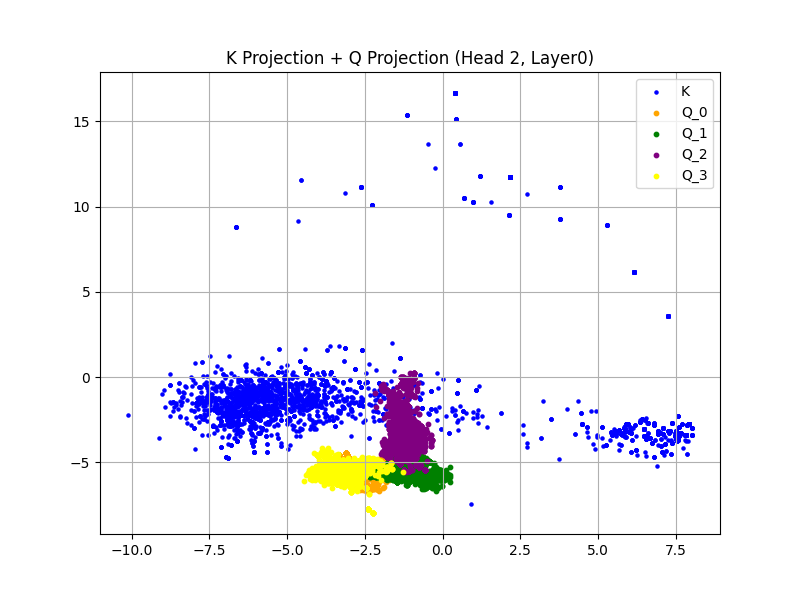 K Projection + Q Projection (Head 2, Layer0)
K
Q_0
Q_1
Q_2
Q_3
15
10
5
0
−5
−10.0 −7.5 −5.0 −2.5 0.0 2.5 5.0 7.5